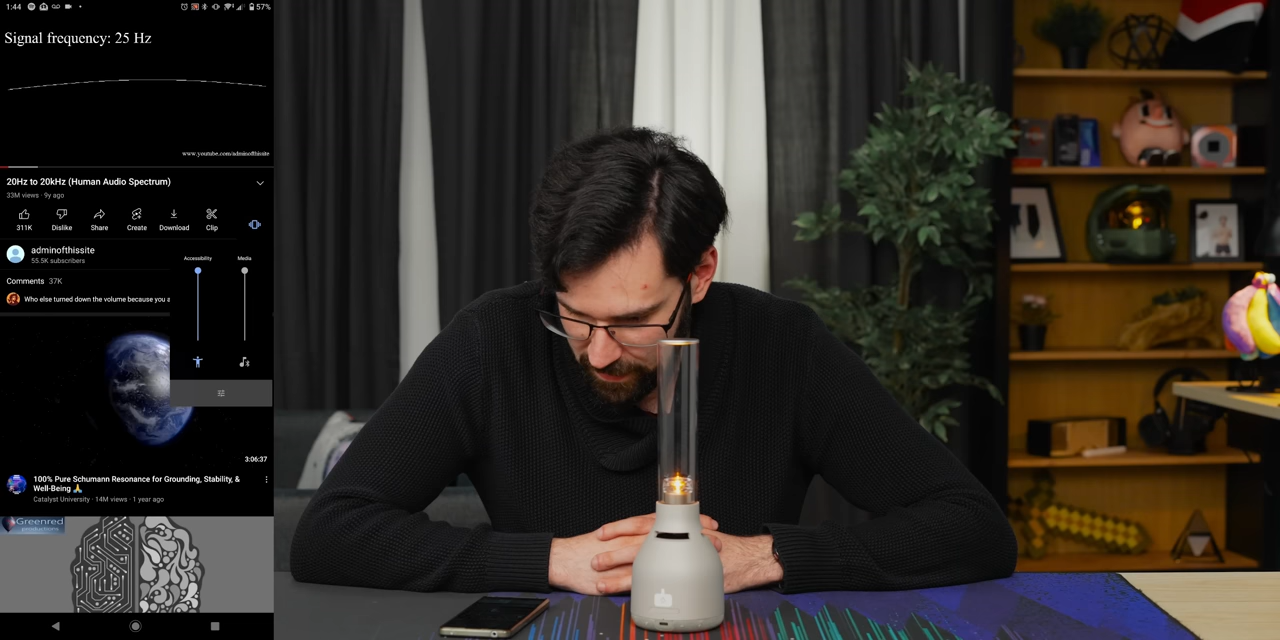 1:44
57%
Signal frequency: 25 Hz
www.youtube.com/adminofthissite
20Hz to 20kHz (Human Audio Spectrum)
33M views · 9y ago
311K
Dislike
Share
Create
Download
Clip
adminofthissite
55.5K subscribers
Accessibility
Media
Comments 37K
Who else turned down the volume because you a
3:06:37
100% Pure Schumann Resonance for Grounding, Stability, &
Well-Being 🙏
Catalyst University · 14M views · 1 year ago
Greenred
productions